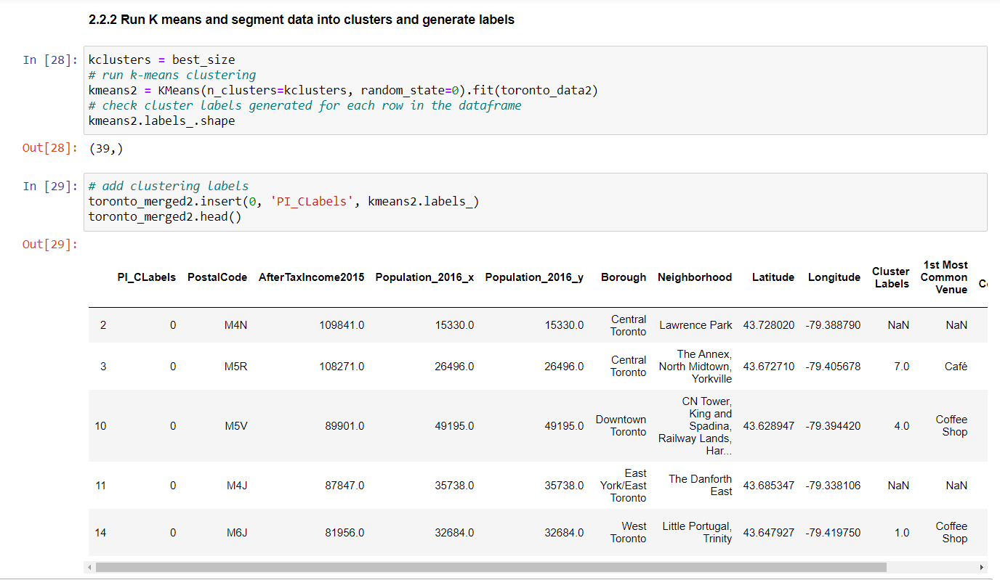 2.2.2 Run K means and segment data into clusters and generate labels
In [28]: kclusters = best_size
# run k-means clustering
kmeans2 = KMeans(n_clusters=kclusters, random_state=0).fit(toronto_data2)
# check cluster labels generated for each row in the dataframe
kmeans2.labels_.shape
Out[28]: (39,)
In [29]: # add clustering labels
toronto_merged2.insert(0, 'PI_CLabels', kmeans2.labels_)
toronto_merged2.head()
Out[29]:
PI_CLabels PostalCode AfterTaxIncome2015 Population_2016_x Population_2016_y Borough Neighborhood Latitude Longitude Cluster Labels 1st Most Common Venue
2 0 M4N 109841.0 15330.0 15330.0 Central Toronto Lawrence Park 43.728020 -79.388790 NaN NaN
3 0 M5R 108271.0 26496.0 26496.0 Central Toronto The Annex, North Midtown, Yorkville 43.672710 -79.405678 7.0 Café
10 0 M5V 89901.0 49195.0 49195.0 Downtown Toronto CN Tower, King and Spadina, Railway Lands, Har... 43.628947 -79.394420 4.0 Coffee Shop
11 0 M4J 87847.0 35738.0 35738.0 East York/East Toronto The Danforth East 43.685347 -79.338106 NaN NaN
14 0 M6J 81956.0 32684.0 32684.0 West Toronto Little Portugal, Trinity 43.647927 -79.419750 1.0 Coffee Shop